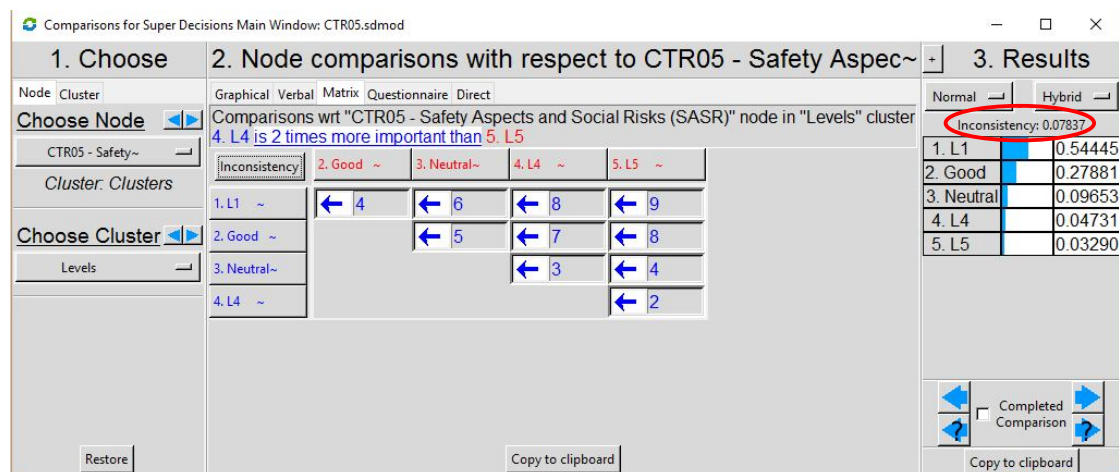 Comparisons for Super Decisions Main Window: CTR05.sdmod
1. Choose
2. Node comparisons with respect to CTR05 - Safety Aspec~
+
3. Results
Node Cluster
Graphical Verbal Matrix Questionnaire Direct
Normal
Hybrid
Choose Node
Comparisons wrt "CTR05 - Safety Aspects and Social Risks (SASR)" node in "Levels" cluster
4. L4 is 2 times more important than 5. L5
Inconsistency: 0.07837
CTR05 - Safety~
Cluster: Clusters
Choose Cluster
Levels
Inconsistency 2. Good ~ 3. Neutral~ 4. L4 ~ 5. L5 ~
1. L1 ~ ← 4 ← 6 ← 8 ← 9
2. Good ~ ← 5 ← 7 ← 8
3. Neutral~ ← 3 ← 4
4. L4 ~ ← 2
1. L1 0.54445
2. Good 0.27881
3. Neutral 0.09653
4. L4 0.04731
5. L5 0.03290
Completed
Comparison
?
?
Restore
Copy to clipboard
Copy to clipboard